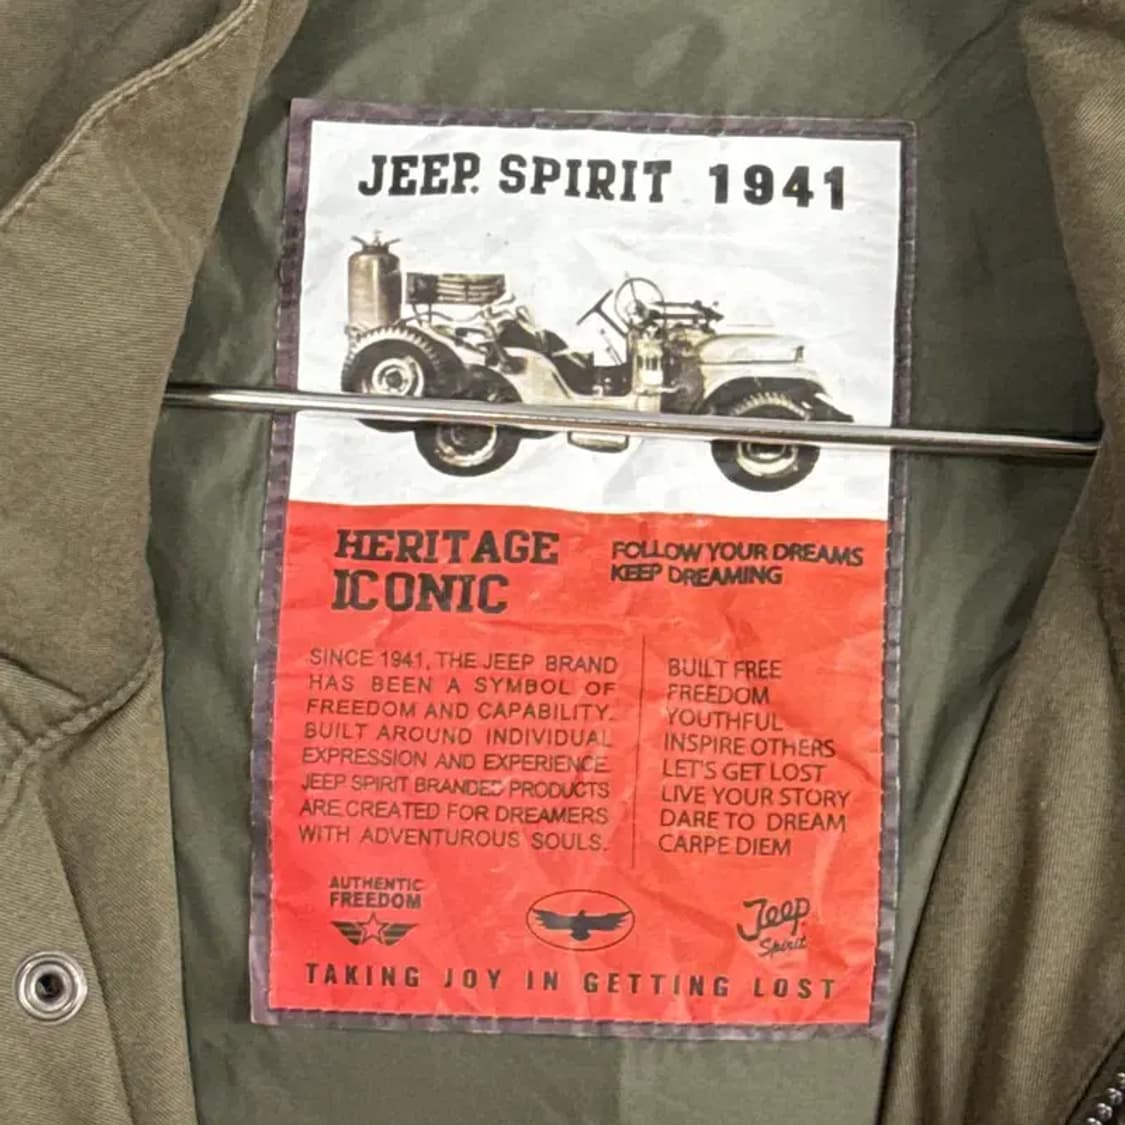 JEEP. SPIRIT 1941
HERITAGE
ICONIC
FOLLOW YOUR DREAMS
KEEP DREAMING
SINCE 1941, THE JEEP BRAND
HAS BEEN A SYMBOL OF
FREEDOM AND CAPABILITY.
BUILT AROUND INDIVIDUAL
EXPRESSION AND EXPERIENCE
JEEP SPIRIT BRANDED PRODUCTS
ARE CREATED FOR DREAMERS
WITH ADVENTUROUS SOULS.
BUILT FREE
FREEDOM
YOUTHFUL
INSPIRE OTHERS
LET'S GET LOST
LIVE YOUR STORY
DARE TO DREAM
CARPE DIEM
AUTHENTIC
FREEDOM
Jeep
Spirit
TAKING JOY IN GETTING LOST